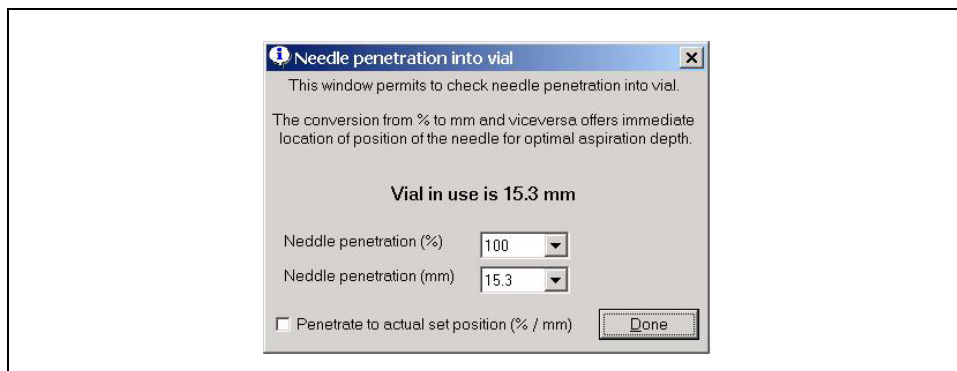 Needle penetration into vial
This window permits to check needle penetration into vial.
The conversion from % to mm and viceversa offers immediate
location of position of the needle for optimal aspiration depth.
Vial in use is 15.3 mm
Neddle penetration (%) 100
Neddle penetration (mm) 15.3
Penetrate to actual set position (% / mm) Done